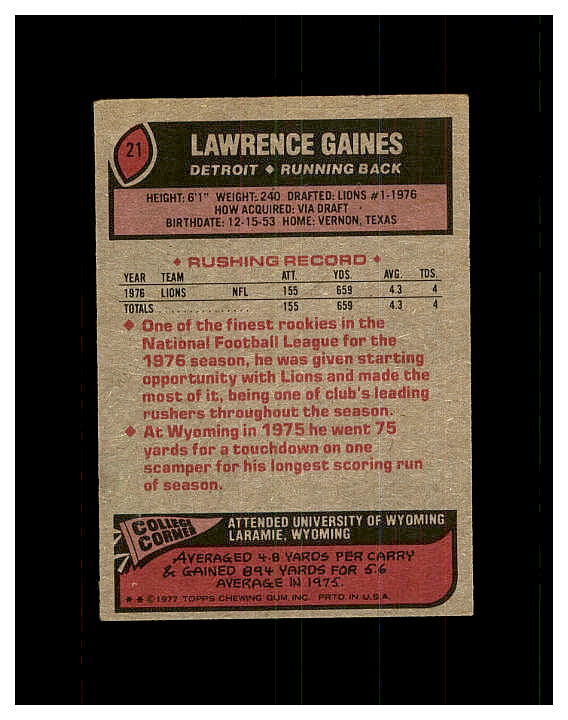 21
LAWRENCE GAINES
DETROIT ♦ RUNNING BACK
HEIGHT: 6'1" WEIGHT: 240 DRAFTED: LIONS #1-1976
HOW ACQUIRED: VIA DRAFT
BIRTHDATE: 12-15-53 HOME: VERNON, TEXAS
♦ RUSHING RECORD ♦
YEAR TEAM ATT. YDS. AVG. TDS.
1976 LIONS NFL 155 659 4.3 4
TOTALS ................. 155 659 4.3 4
♦ One of the finest rookies in the
National Football League for the
1976 season, he was given starting
opportunity with Lions and made the
most of it, being one of club's leading
rushers throughout the season.
♦ At Wyoming in 1975 he went 75
yards for a touchdown on one
scamper for his longest scoring run
of season.
COLLEGE
CORNER
ATTENDED UNIVERSITY OF WYOMING
LARAMIE, WYOMING
AVERAGED 4.8 YARDS PER CARRY
& GAINED 894 YARDS FOR 5.6
AVERAGE IN 1975.
★ ★ © 1977 TOPPS CHEWING GUM, INC. PRTD. IN U.S.A.